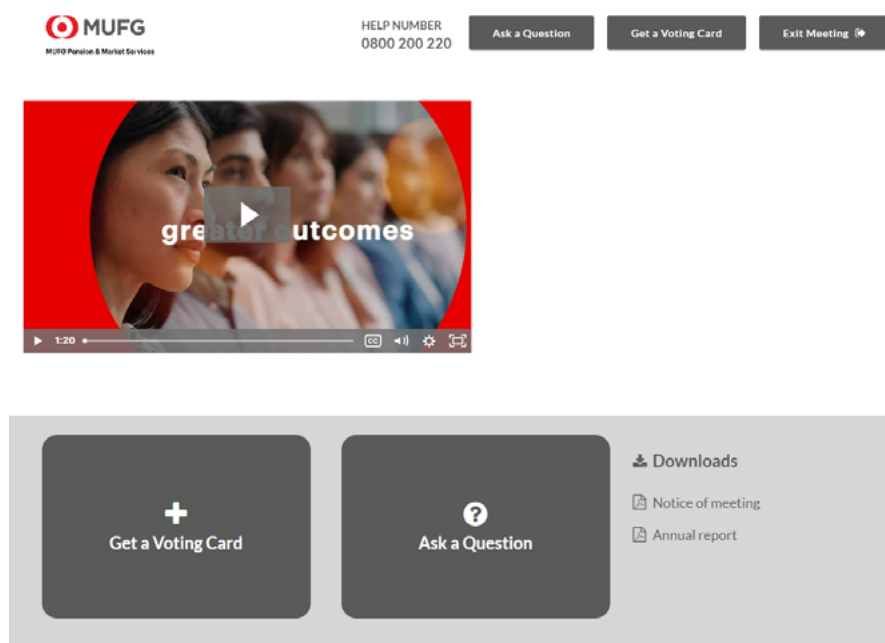 MUFG
MUFG Pension & Market Services
HELP NUMBER
0800 200 220
Ask a Question
Get a Voting Card
Exit Meeting
greater outcomes
1:20
CC
Get a Voting Card
Ask a Question
Downloads
Notice of meeting
Annual report